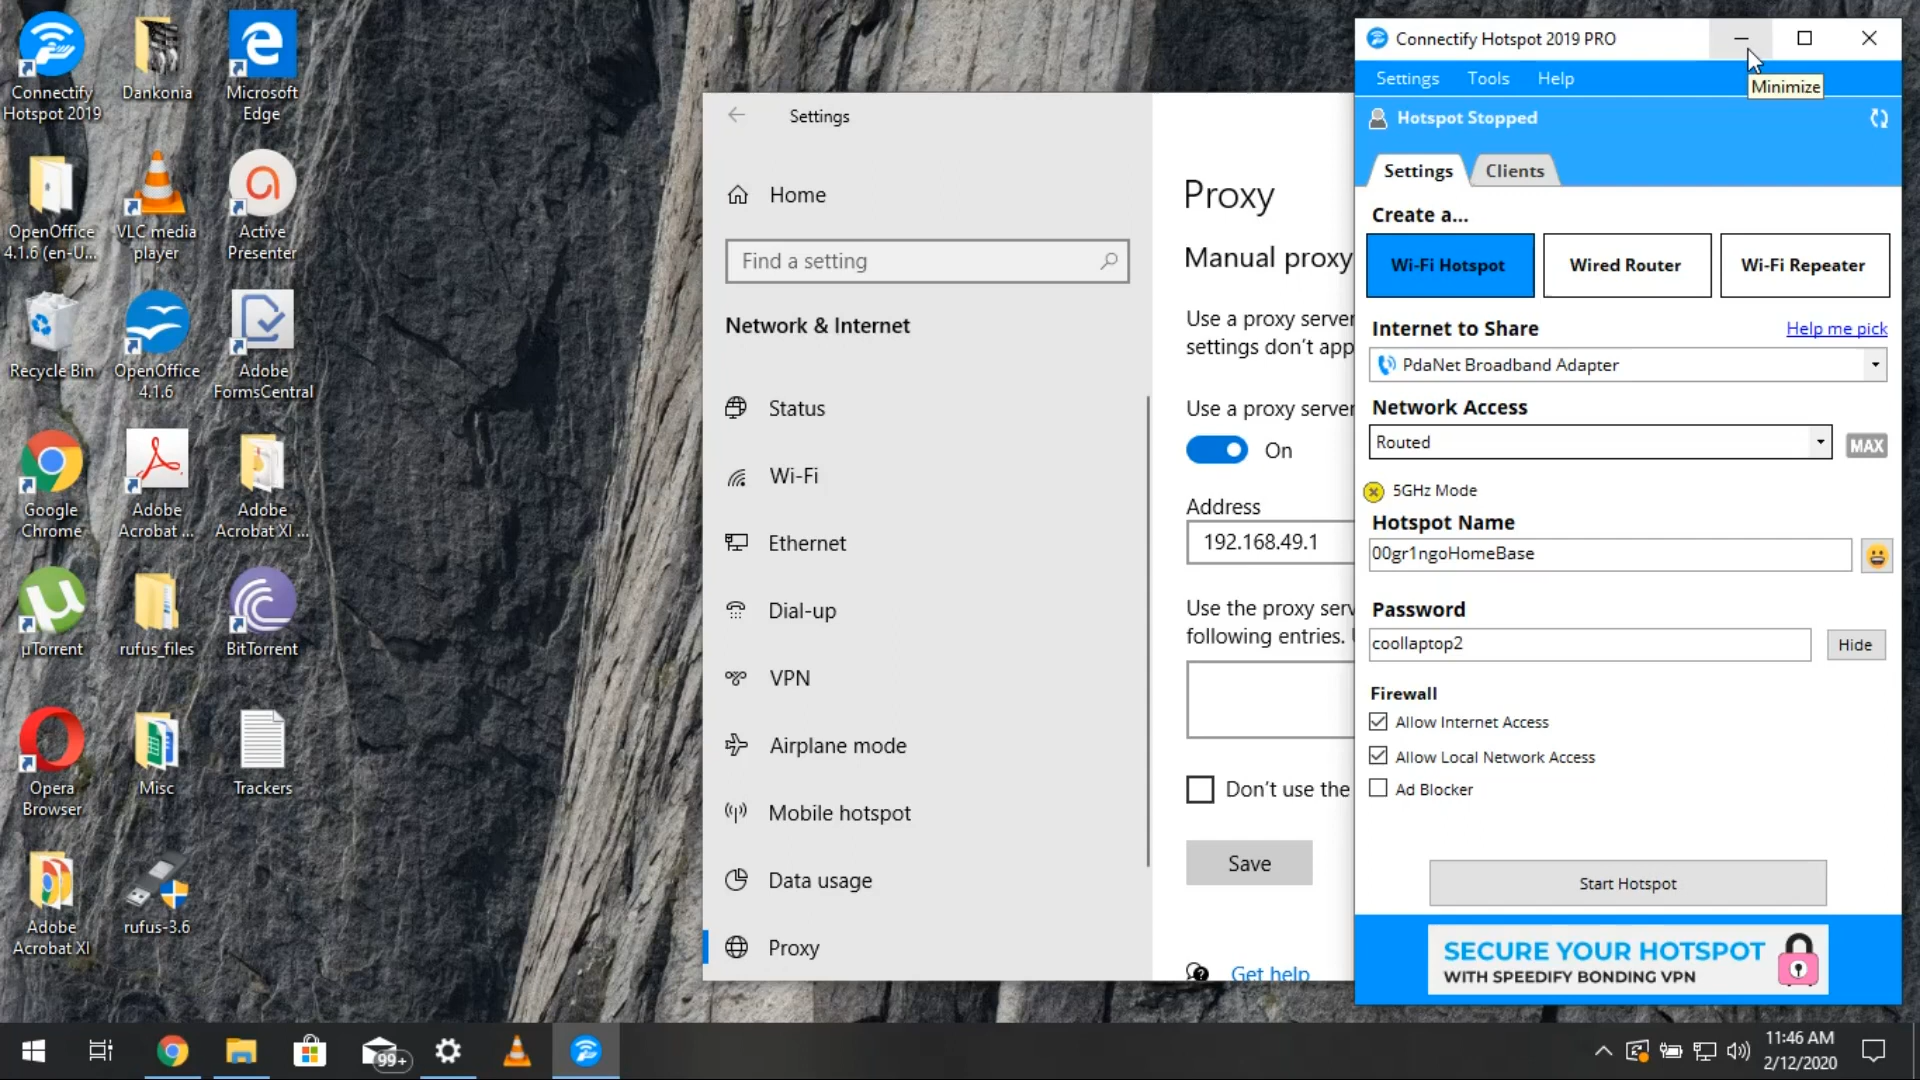 Connectify
Hotspot 2019
Dankonia
Microsoft
Edge
OpenOffice
4.1.6 (en-U...
VLC media
player
Active
Presenter
Recycle Bin
OpenOffice
4.1.6
Adobe
FormsCentral
Google
Chrome
Adobe
Acrobat ...
Adobe
Acrobat XI ...
µTorrent
rufus_files
BitTorrent
Opera
Browser
Misc
Trackers
Adobe
Acrobat XI
rufus-3.6
Settings
Home
Find a setting
Network & Internet
Status
Wi-Fi
Ethernet
Dial-up
VPN
Airplane mode
Mobile hotspot
Data usage
Proxy
Proxy
Manual proxy
Use a proxy server
settings don't app
Use a proxy server
On
Address
192.168.49.1
Use the proxy serv
following entries.
Don't use the
Save
Get help
Connectify Hotspot 2019 PRO
Minimize
Settings Tools Help
Hotspot Stopped
Settings Clients
Create a...
Wi-Fi Hotspot Wired Router Wi-Fi Repeater
Internet to Share Help me pick
PdaNet Broadband Adapter
Network Access
Routed MAX
5GHz Mode
Hotspot Name
00gr1ngoHomeBase
Password
coollaptop2 Hide
Firewall
Allow Internet Access
Allow Local Network Access
Ad Blocker
Start Hotspot
SECURE YOUR HOTSPOT
WITH SPEEDIFY BONDING VPN
99+
11:46 AM
2/12/2020